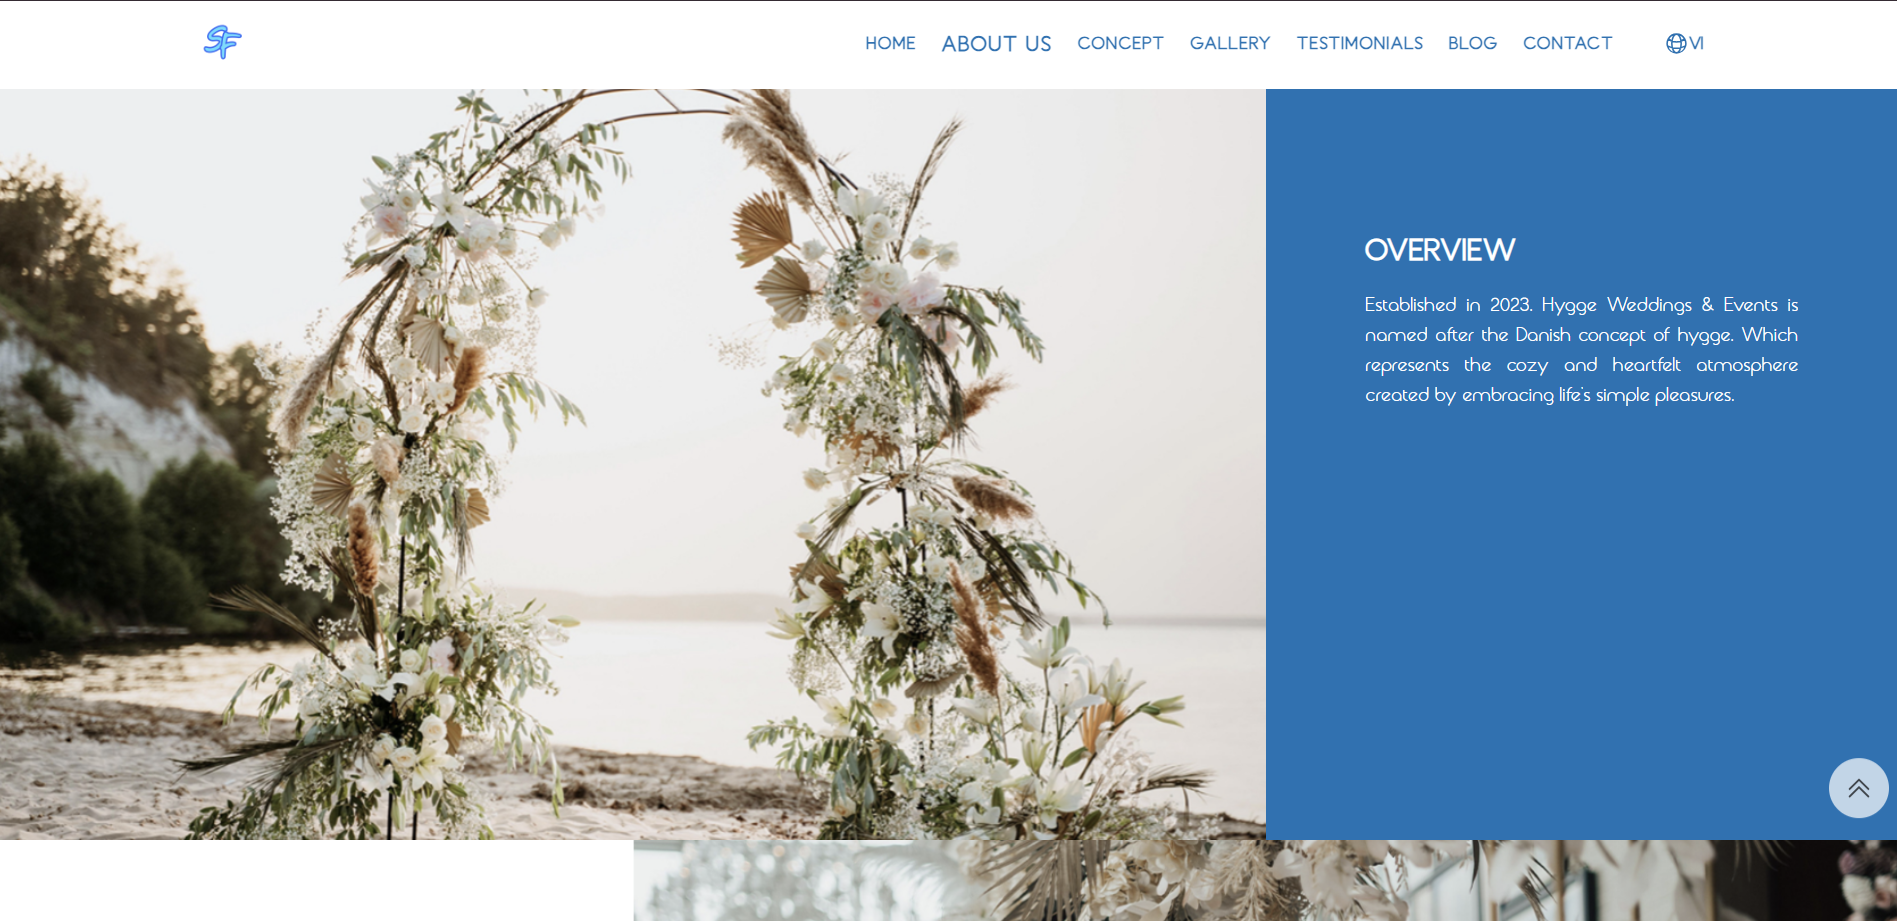 SF
HOME ABOUT US CONCEPT GALLERY TESTIMONIALS BLOG CONTACT VI
OVERVIEW
Established in 2023. Hygge Weddings & Events is
named after the Danish concept of hygge. Which
represents the cozy and heartfelt atmosphere
created by embracing life's simple pleasures.